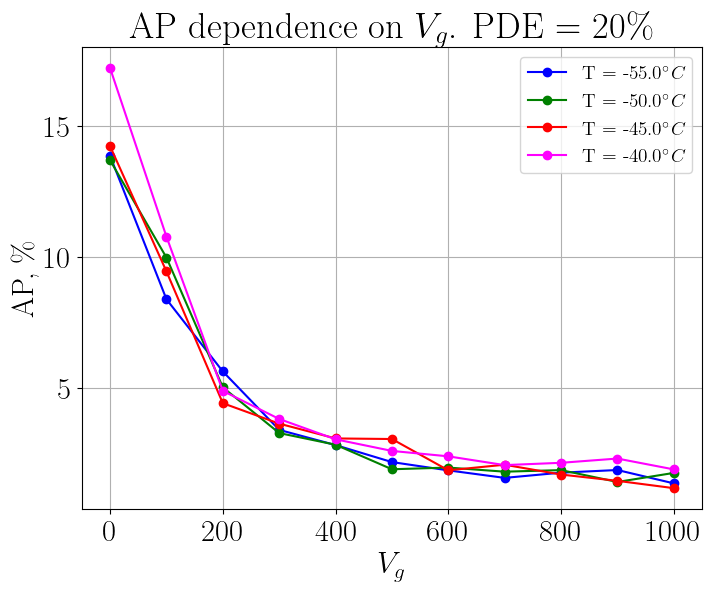 AP dependence on V_g. PDE = 20%
T = -55.0°C
T = -50.0°C
T = -45.0°C
T = -40.0°C
15
10
5
AP, %
0 200 400 600 800 1000
V_g